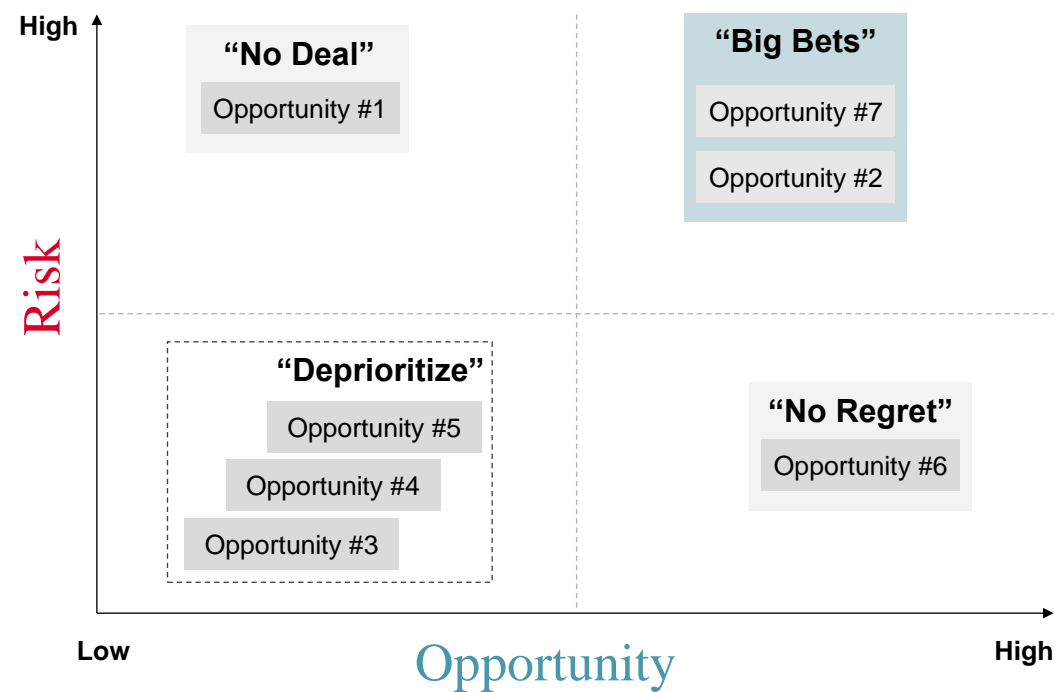 High
“No Deal”
Opportunity #1
“Big Bets”
Opportunity #7
Opportunity #2
Risk
“Deprioritize”
Opportunity #5
Opportunity #4
Opportunity #3
“No Regret”
Opportunity #6
Low
Opportunity
High